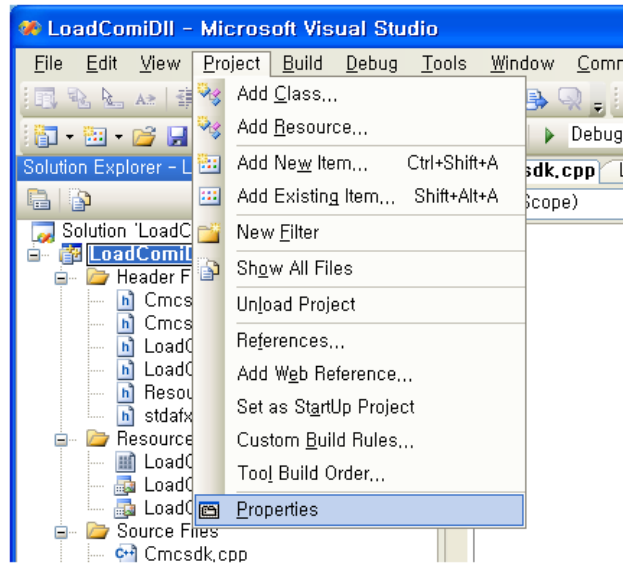 LoadComiDll - Microsoft Visual Studio
File Edit View Project Build Debug Tools Window Comm
Add Class...
Add Resource...
Debug
Solution Explorer - L
Add New Item... Ctrl+Shift+A
sdk.cpp
Add Existing Item... Shift+Alt+A
Scope)
Solution 'LoadC
New Filter
LoadComiD
Header F
Show All Files
Cmcs
Cmcs
Unload Project
LoadC
References...
LoadC
Add Web Reference...
Resou
Set as StartUp Project
stdafx
Resource
Custom Build Rules...
LoadC
Tool Build Order...
LoadC
LoadC
Properties
Source Files
Cmcsdk.cpp